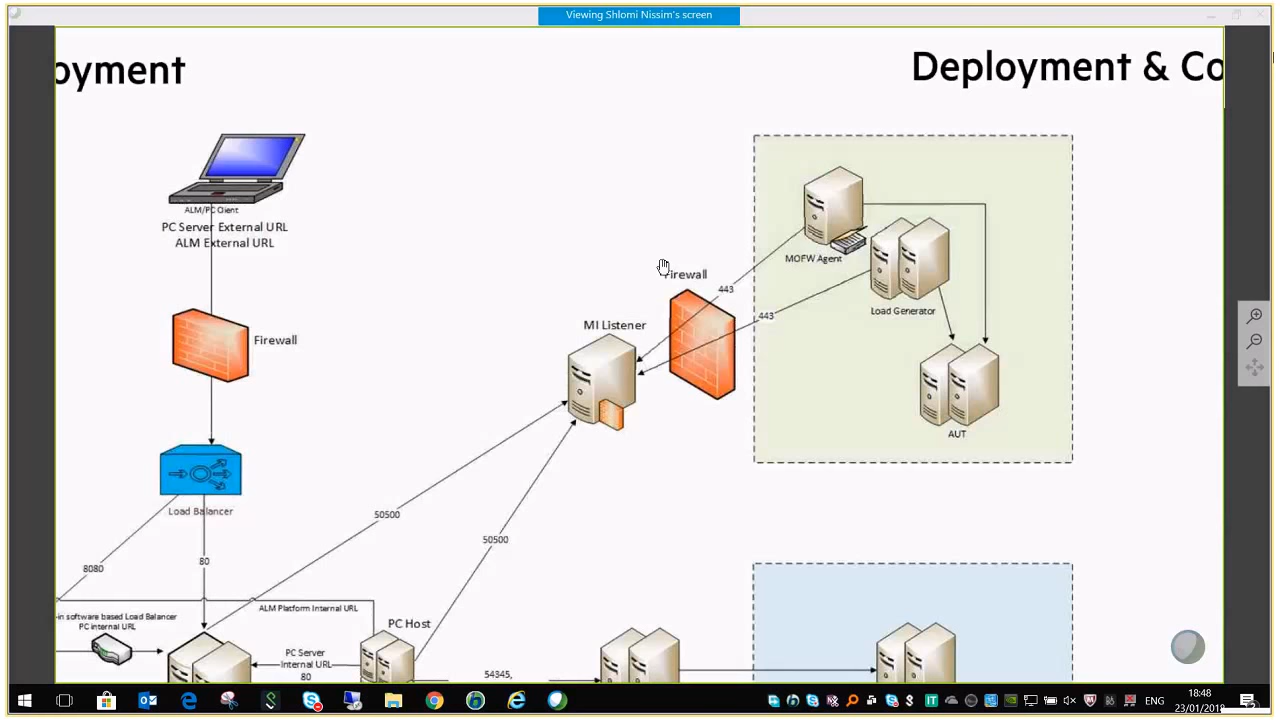 Viewing Shlomi Nissim's screen
oyment
Deployment & Co
ALM/PC Client
PC Server External URL
ALM External URL
MOFW Agent
Firewall
443
Load Generator
443
MI Listener
Firewall
AUT
Load Balancer
50500
50500
80
8080
ALM Platform Internal URL
-in software based Load Balancer
PC internal URL
PC Host
PC Server
Internal URL
80
54345,
ENG
18:48
23/01/2018